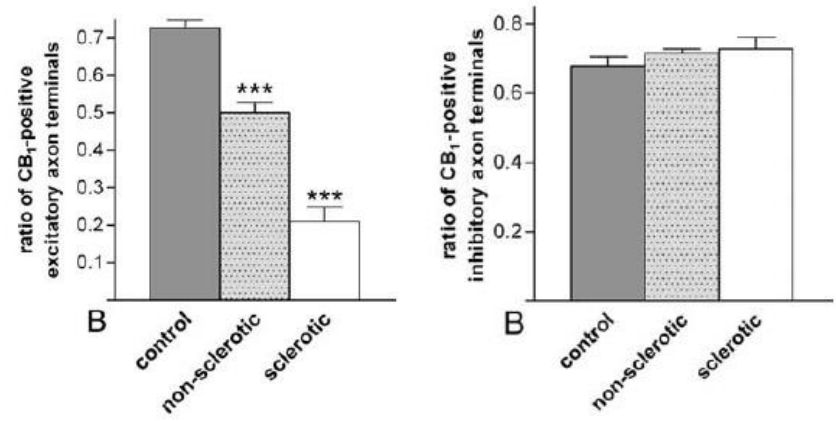 ratio of CB₁-positive
excitatory axon terminals
0.7
0.6
0.5
0.4
0.3
0.2
0.1
***
***
B
control
non-sclerotic
sclerotic
ratio of CB₁-positive
inhibitory axon terminals
0.8
0.6
0.4
0.2
B
control
non-sclerotic
sclerotic